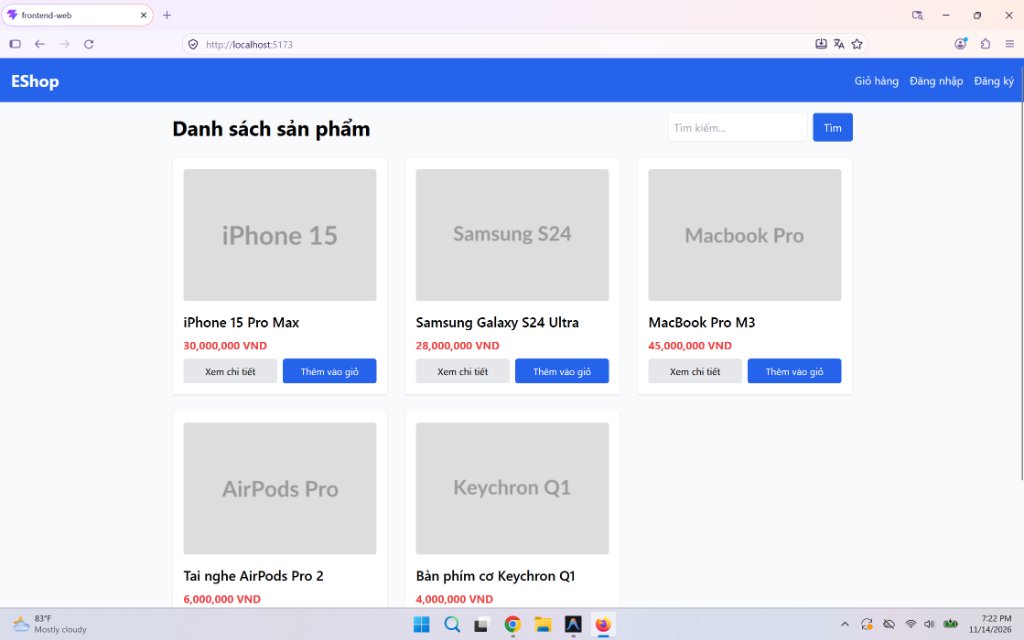 frontend-web
http://localhost:5173
EShop
Giỏ hàng Đăng nhập Đăng ký
Danh sách sản phẩm
Tìm kiếm...
Tìm
iPhone 15
Samsung S24
Macbook Pro
iPhone 15 Pro Max
Samsung Galaxy S24 Ultra
MacBook Pro M3
30,000,000 VND
28,000,000 VND
45,000,000 VND
Xem chi tiết Thêm vào giỏ
Xem chi tiết Thêm vào giỏ
Xem chi tiết Thêm vào giỏ
AirPods Pro
Keychron Q1
Tai nghe AirPods Pro 2
Bàn phím cơ Keychron Q1
6,000,000 VND
4,000,000 VND
83°F
Mostly cloudy
7:22 PM
11/14/2026